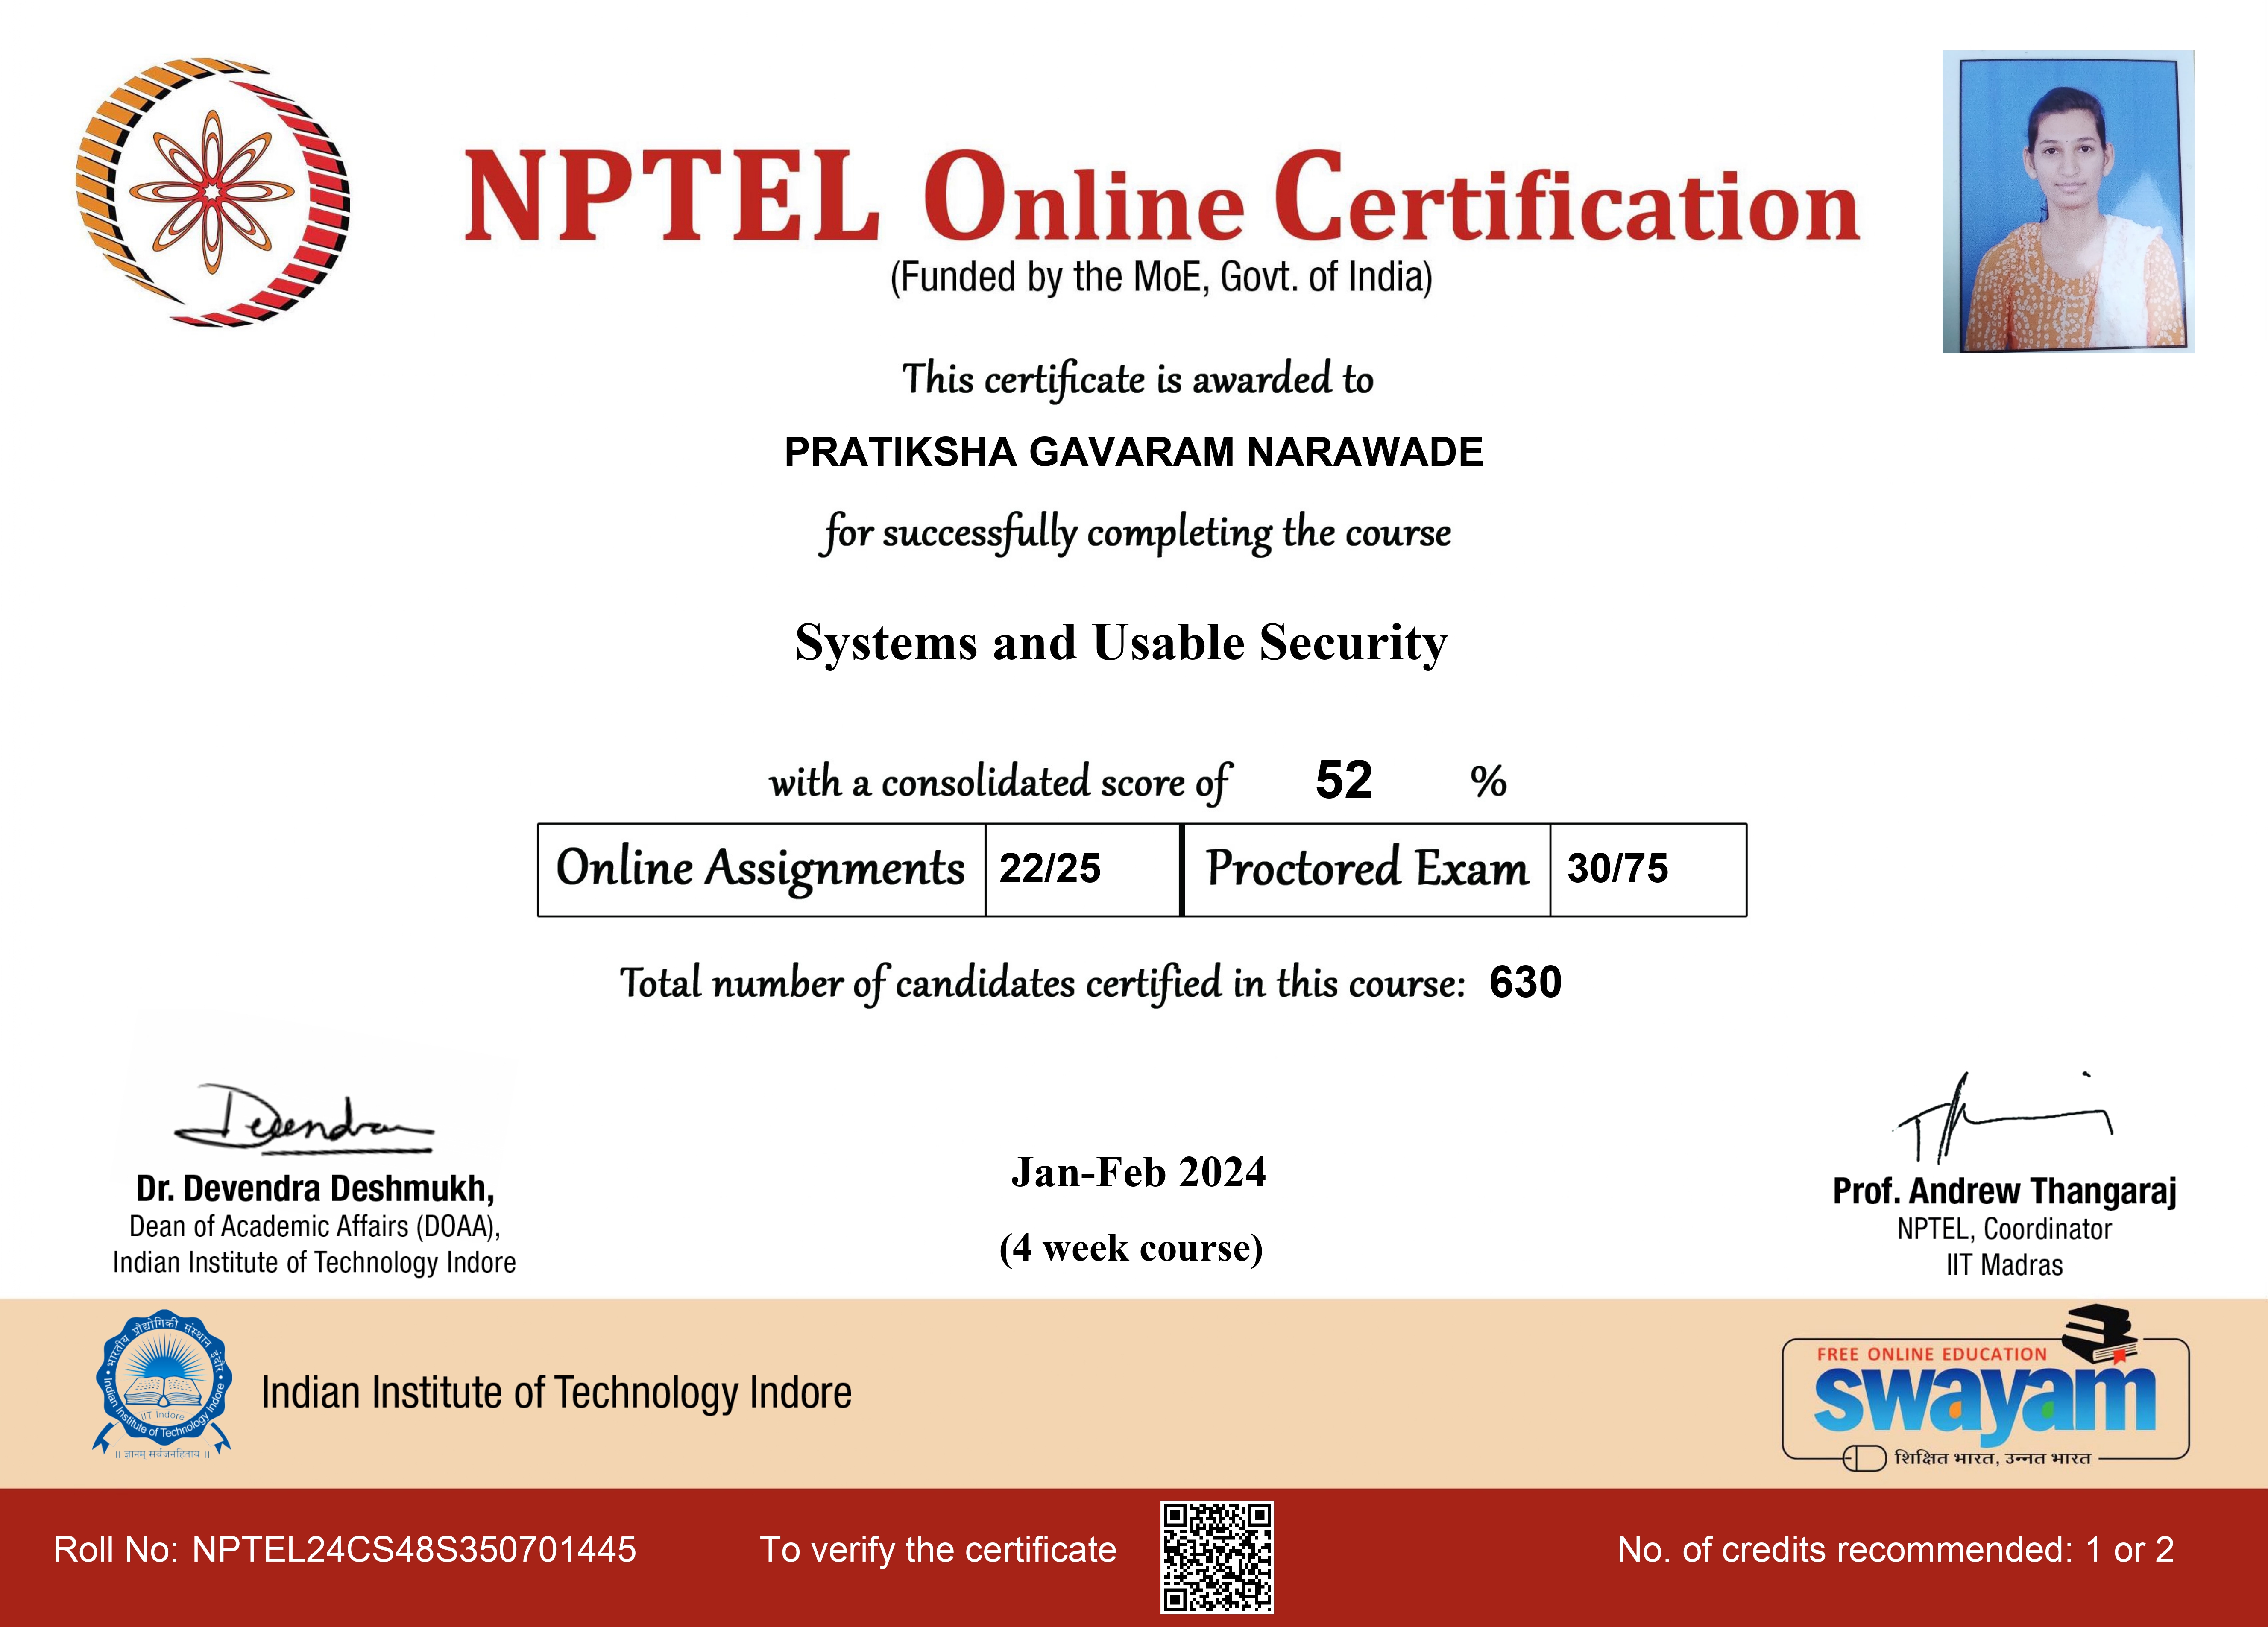 NPTEL Online Certification
(Funded by the MoE, Govt. of India)
This certificate is awarded to
PRATIKSHA GAVARAM NARAWADE
for successfully completing the course
Systems and Usable Security
with a consolidated score of 52 %
Online Assignments 22/25 Proctored Exam 30/75
Total number of candidates certified in this course: 630
Devendra
Dr. Devendra Deshmukh,
Dean of Academic Affairs (DOAA),
Indian Institute of Technology Indore
Jan-Feb 2024
(4 week course)
Prof. Andrew Thangaraj
NPTEL, Coordinator
IIT Madras
भारतीय प्रौद्योगिकी संस्थान इंदौर
Indian Institute of Technology Indore
IIT Indore
॥ ज्ञानम् सर्वजनहिताय ॥
Indian Institute of Technology Indore
FREE ONLINE EDUCATION
swayam
शिक्षित भारत, उन्नत भारत
Roll No: NPTEL24CS48S350701445
To verify the certificate
No. of credits recommended: 1 or 2